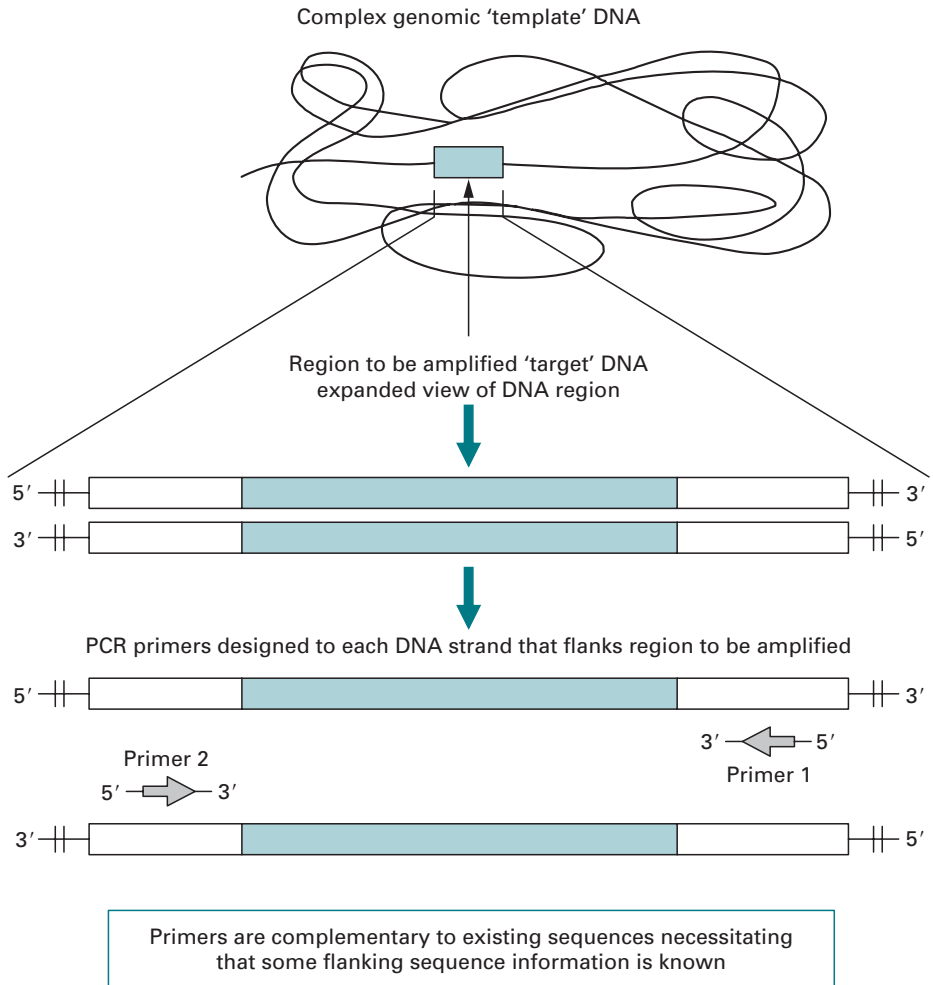 Complex genomic ‘template’ DNA
Region to be amplified ‘target’ DNA
expanded view of DNA region
5′ 3′
3′ 5′
PCR primers designed to each DNA strand that flanks region to be amplified
5′ 3′
3′ 5′
Primer 1
Primer 2
5′ 3′
3′ 5′
Primers are complementary to existing sequences necessitating
that some flanking sequence information is known